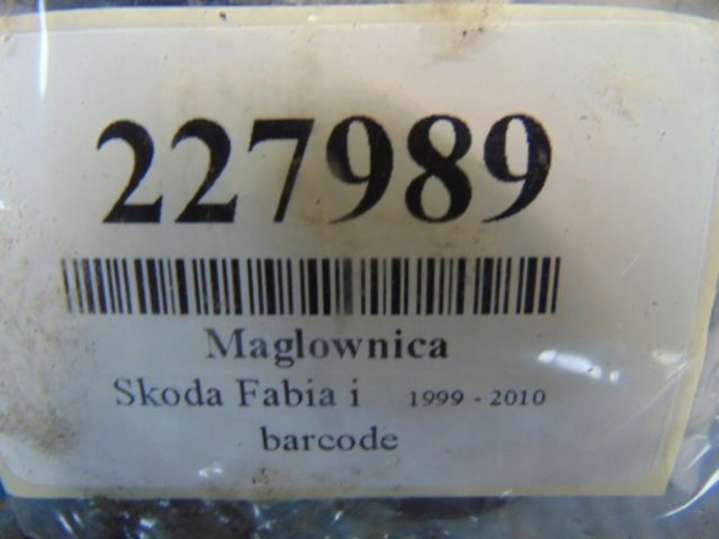 227989
Maglownica
Skoda Fabia i 1999 - 2010
barcode